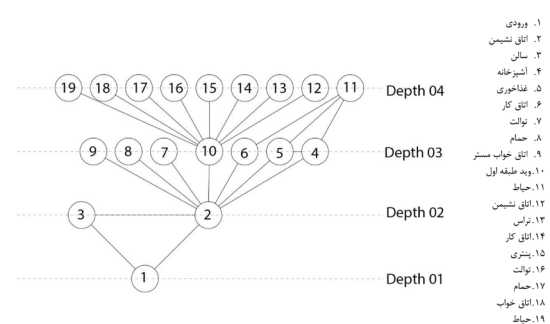 19 18 17 16 15 14 13 12 11 Depth 04
9 8 7 10 6 5 4 Depth 03
3 2 Depth 02
1 Depth 01
۱. ورودی
۲. اتاق نشیمن
۳. سالن
۴. آشپزخانه
۵. غذاخوری
۶. اتاق کار
۷. توالت
۸. حمام
۹. اتاق خواب مستر
۱۰.وید طبقه اول
۱۱.حیاط
۱۲.اتاق نشیمن
۱۳.تراس
۱۴.اتاق کار
۱۵.پنتری
۱۶.توالت
۱۷.حمام
۱۸.اتاق خواب
۱۹.حیاط